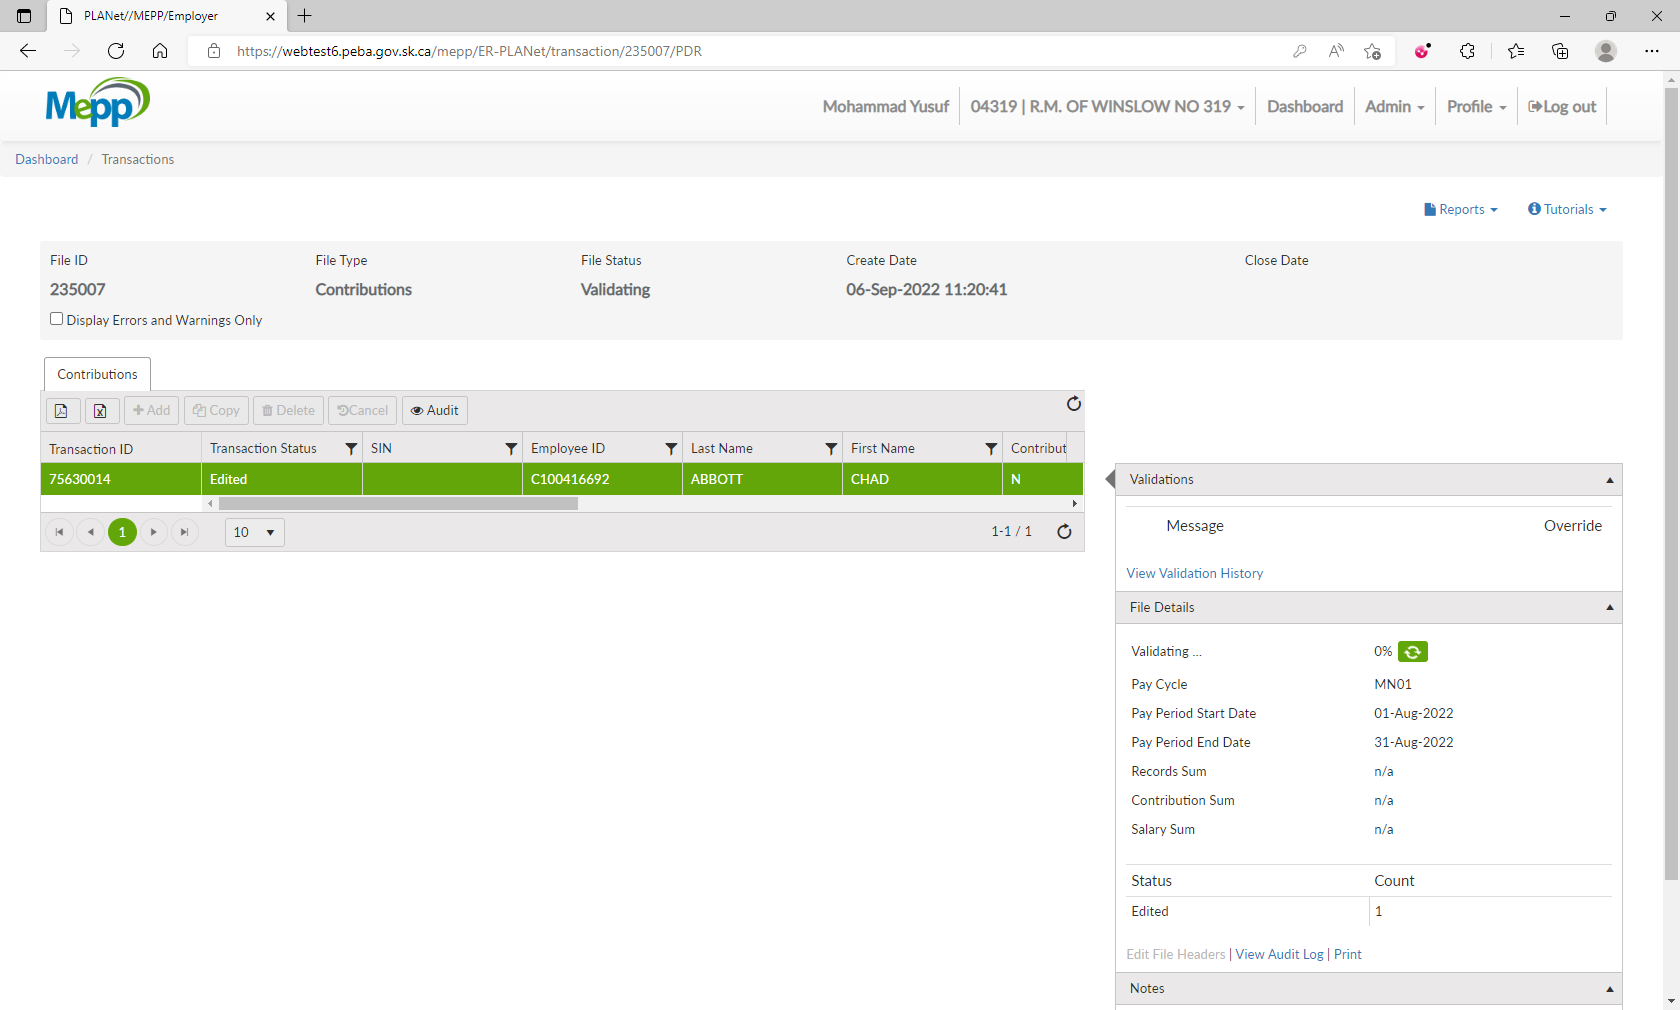 PLANet//MEPP/Employer
https://webtest6.peba.gov.sk.ca/mepp/ER-PLANet/transaction/235007/PDR
Mepp
Mohammad Yusuf
04319 | R.M. OF WINSLOW NO 319
Dashboard
Admin
Profile
Log out
Dashboard / Transactions
Reports
Tutorials
File ID
File Type
File Status
Create Date
Close Date
235007
Contributions
Validating
06-Sep-2022 11:20:41
Display Errors and Warnings Only
Contributions
Add
Copy
Delete
Cancel
Audit
Transaction ID
Transaction Status
SIN
Employee ID
Last Name
First Name
Contribut
75630014
Edited
C100416692
ABBOTT
CHAD
N
1
10
1-1 / 1
Validations
Message
Override
View Validation History
File Details
Validating ...
0%
Pay Cycle
MN01
Pay Period Start Date
01-Aug-2022
Pay Period End Date
31-Aug-2022
Records Sum
n/a
Contribution Sum
n/a
Salary Sum
n/a
Status
Count
Edited
1
Edit File Headers | View Audit Log | Print
Notes